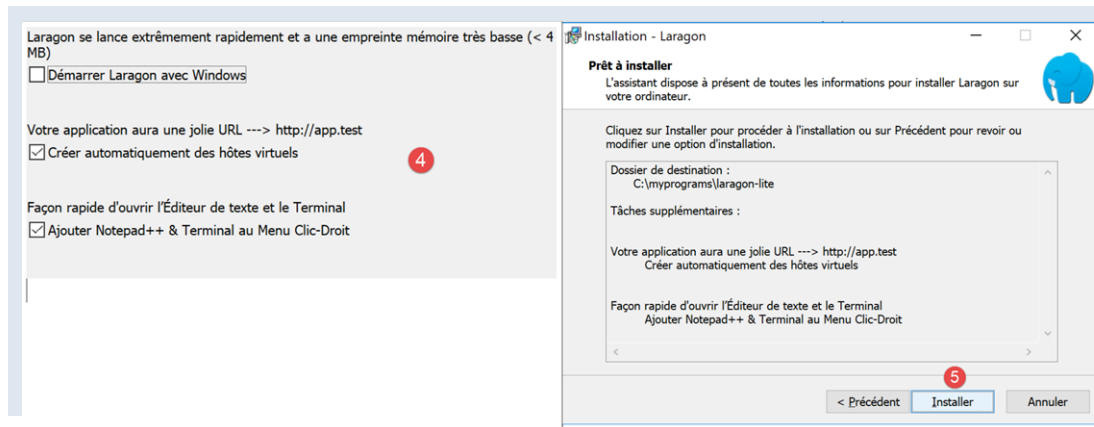 Laragon se lance extrêmement rapidement et a une empreinte mémoire très basse (< 4
MB)
Démarrer Laragon avec Windows
Votre application aura une jolie URL ---> http://app.test
Créer automatiquement des hôtes virtuels
4
Façon rapide d'ouvrir l'Éditeur de texte et le Terminal
Ajouter Notepad++ & Terminal au Menu Clic-Droit
Installation - Laragon
Prêt à installer
L'assistant dispose à présent de toutes les informations pour installer Laragon sur
votre ordinateur.
Cliquez sur Installer pour procéder à l'installation ou sur Précédent pour revoir ou
modifier une option d'installation.
Dossier de destination :
C:\myprograms\laragon-lite
Tâches supplémentaires :
Votre application aura une jolie URL ---> http://app.test
Créer automatiquement des hôtes virtuels
Façon rapide d'ouvrir l'Éditeur de texte et le Terminal
Ajouter Notepad++ & Terminal au Menu Clic-Droit
5
< Précédent Installer Annuler